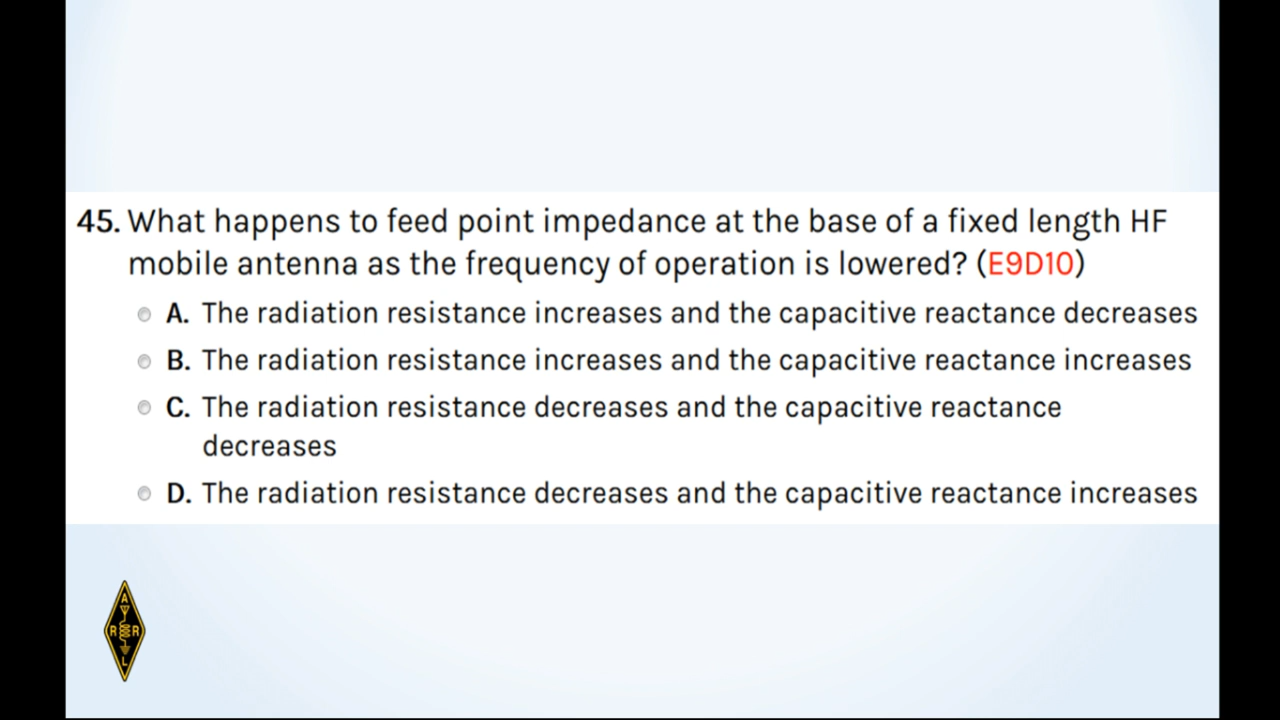 45. What happens to feed point impedance at the base of a fixed length HF
mobile antenna as the frequency of operation is lowered? (E9D10)
A. The radiation resistance increases and the capacitive reactance decreases
B. The radiation resistance increases and the capacitive reactance increases
C. The radiation resistance decreases and the capacitive reactance
decreases
D. The radiation resistance decreases and the capacitive reactance increases
A
R R
L